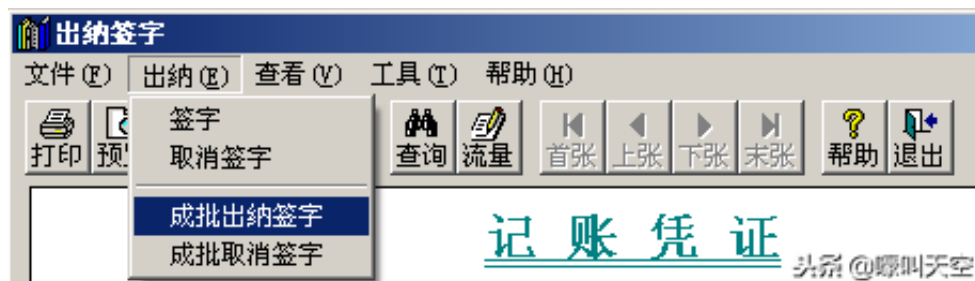 出纳签字
文件(F) 出纳(E) 查看(V) 工具(T) 帮助(H)
签字
取消签字
成批出纳签字
成批取消签字
打印 预 查询 流量 首张 上张 下张 末张 帮助 退出
记账凭证
头条 @嚎叫天空